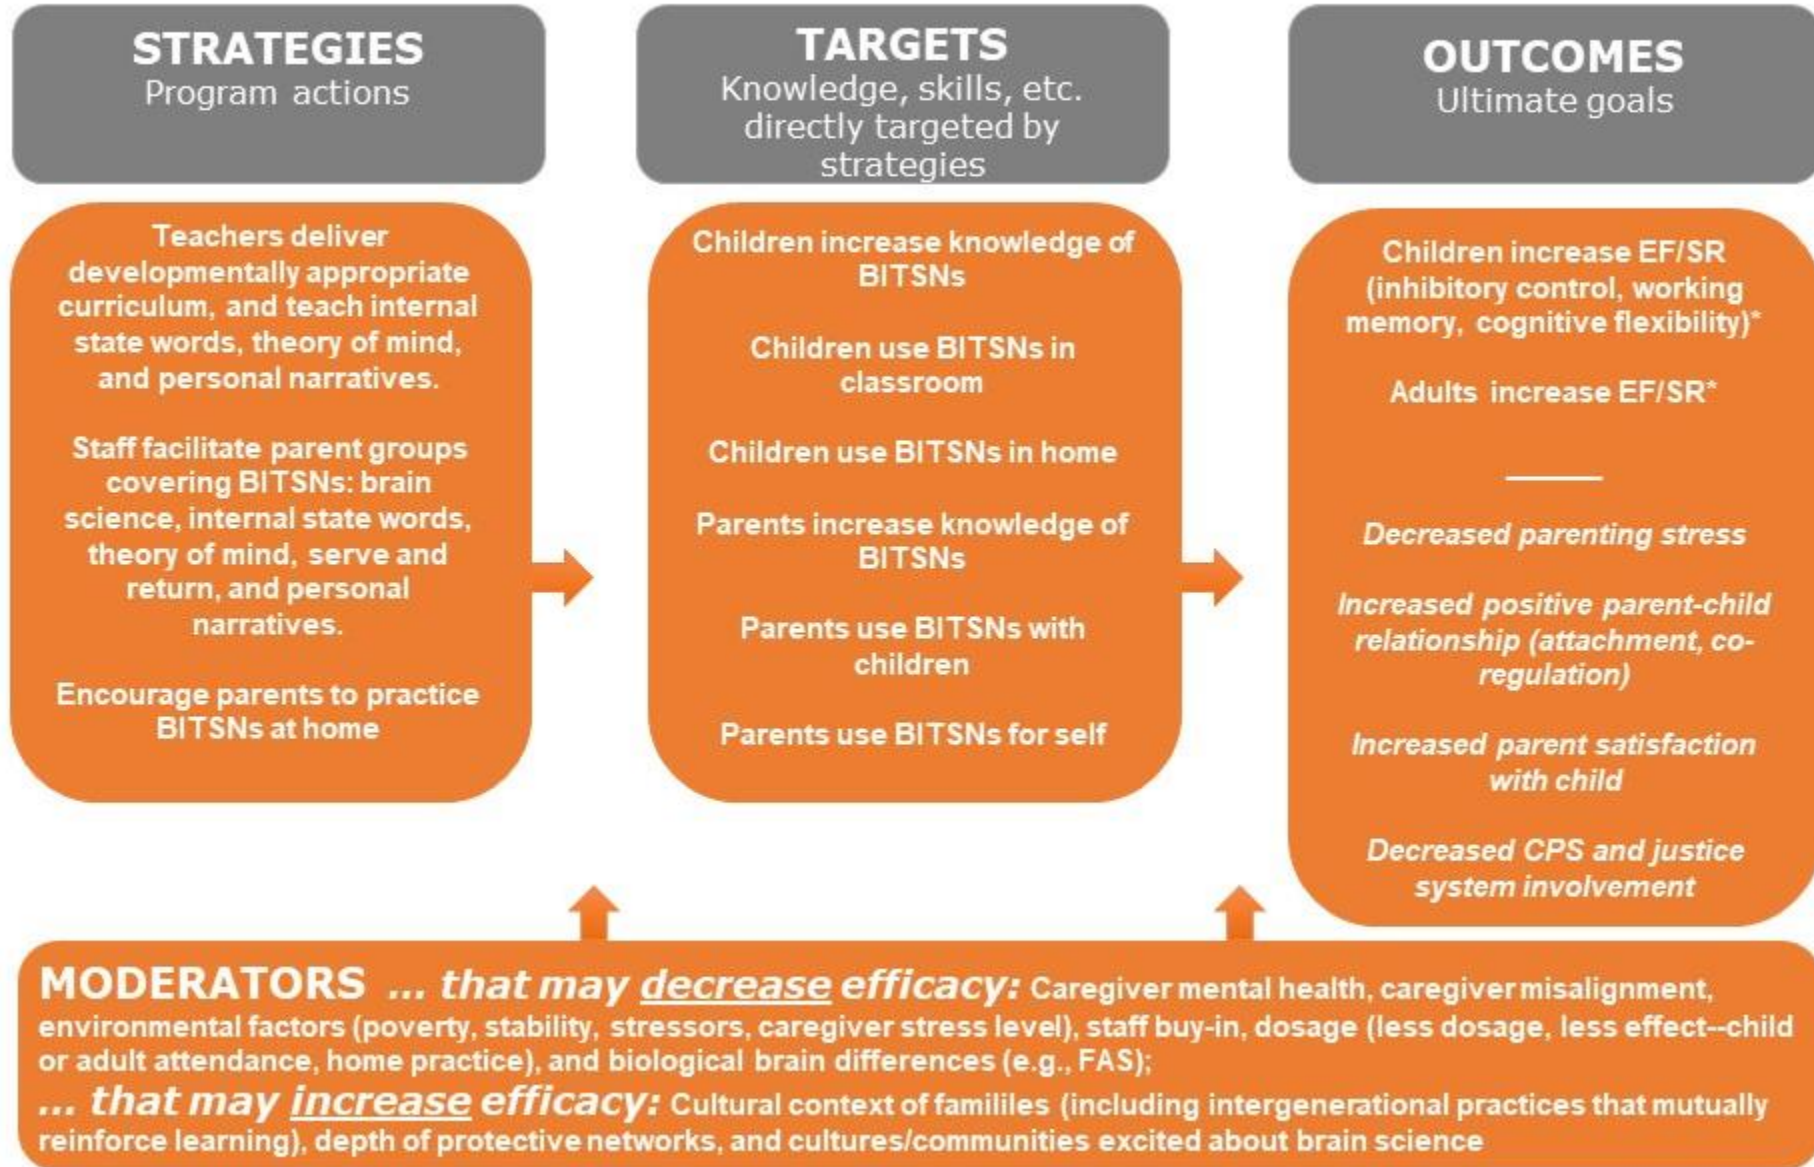 STRATEGIES
Program actions
TARGETS
Knowledge, skills, etc.
directly targeted by
strategies
OUTCOMES
Ultimate goals
Teachers deliver
developmentally appropriate
curriculum, and teach internal
state words, theory of mind,
and personal narratives.
Staff facilitate parent groups
covering BITSNs: brain
science, internal state words,
theory of mind, serve and
return, and personal
narratives.
Encourage parents to practice
BITSNs at home
Children increase knowledge of
BITSNs
Children use BITSNs in
classroom
Children use BITSNs in home
Parents increase knowledge of
BITSNs
Parents use BITSNs with
children
Parents use BITSNs for self
Children increase EF/SR
(inhibitory control, working
memory, cognitive flexibility)*
Adults increase EF/SR*
Decreased parenting stress
Increased positive parent-child
relationship (attachment, co-
regulation)
Increased parent satisfaction
with child
Decreased CPS and justice
system involvement
MODERATORS ... that may decrease efficacy: Caregiver mental health, caregiver misalignment,
environmental factors (poverty, stability, stressors, caregiver stress level), staff buy-in, dosage (less dosage, less effect--child
or adult attendance, home practice), and biological brain differences (e.g., FAS);
... that may increase efficacy: Cultural context of famililes (including intergenerational practices that mutually
reinforce learning), depth of protective networks, and cultures/communities excited about brain science